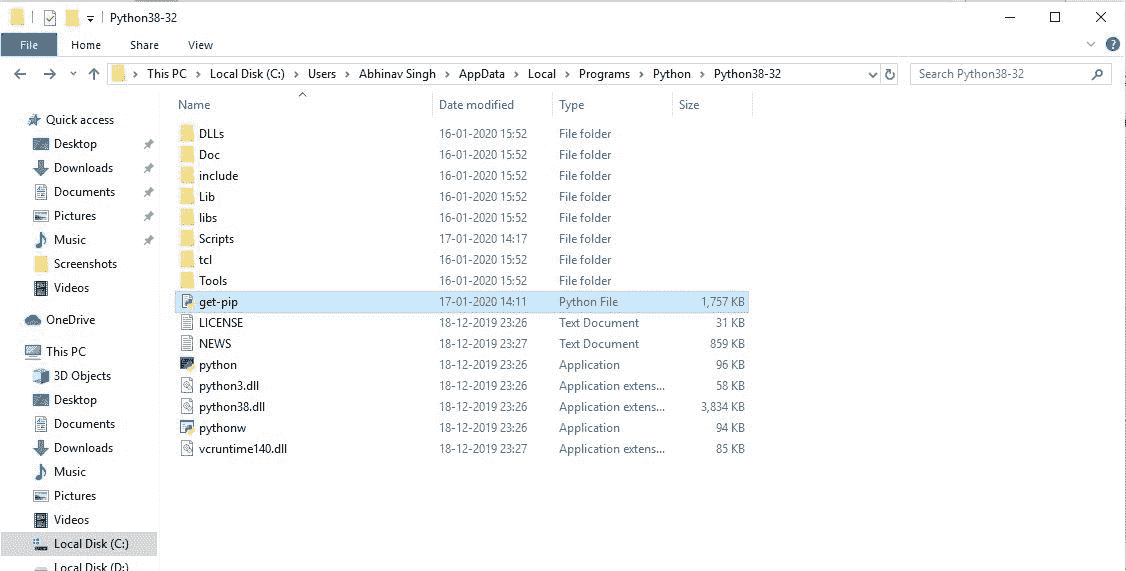 Python38-32
File Home Share View
This PC Local Disk (C:) Users Abhinav Singh AppData Local Programs Python Python38-32
Search Python38-32
Name Date modified Type Size
Quick access
Desktop
Downloads
Documents
Pictures
Music
Screenshots
Videos
OneDrive
This PC
3D Objects
Desktop
Documents
Downloads
Music
Pictures
Videos
Local Disk (C:)
Local Disk (D:)
DLLs 16-01-2020 15:52 File folder
Doc 16-01-2020 15:52 File folder
include 16-01-2020 15:52 File folder
Lib 16-01-2020 15:52 File folder
libs 16-01-2020 15:52 File folder
Scripts 17-01-2020 14:17 File folder
tcl 16-01-2020 15:52 File folder
Tools 16-01-2020 15:52 File folder
get-pip 17-01-2020 14:11 Python File 1,757 KB
LICENSE 18-12-2019 23:26 Text Document 31 KB
NEWS 18-12-2019 23:27 Text Document 859 KB
python 18-12-2019 23:26 Application 96 KB
python3.dll 18-12-2019 23:26 Application extens... 58 KB
python38.dll 18-12-2019 23:26 Application extens... 3,834 KB
pythonw 18-12-2019 23:26 Application 94 KB
vcruntime140.dll 18-12-2019 23:27 Application extens... 85 KB